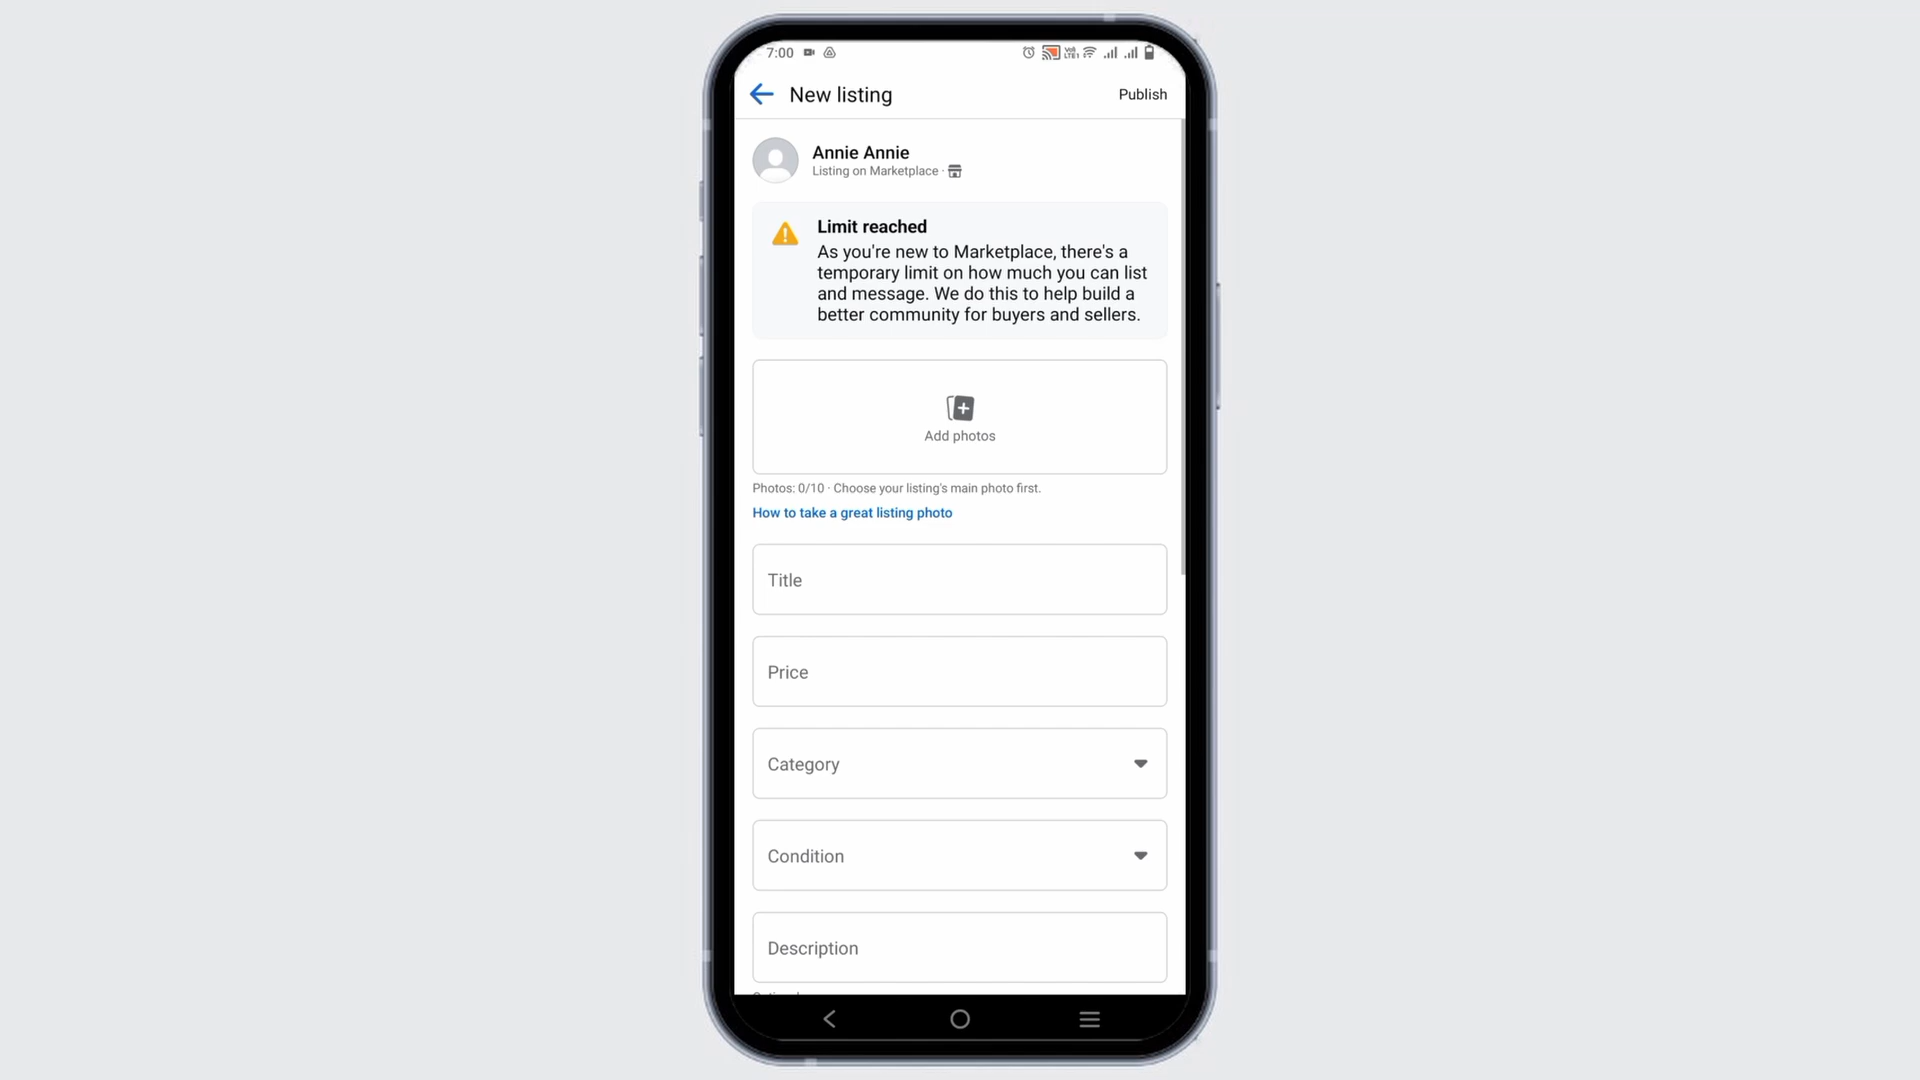 7:00
New listing
Publish
Annie Annie
Listing on Marketplace ·
Limit reached
As you're new to Marketplace, there's a
temporary limit on how much you can list
and message. We do this to help build a
better community for buyers and sellers.
Add photos
Photos: 0/10 · Choose your listing's main photo first.
How to take a great listing photo
Title
Price
Category
Condition
Description